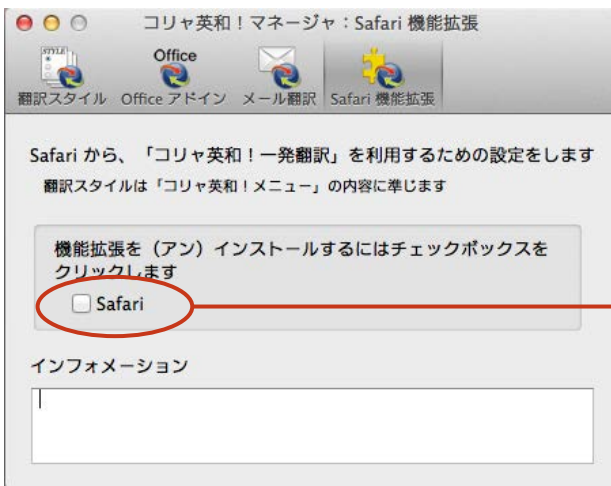 コリャ英和！マネージャ：Safari 機能拡張
STYLE
Office
翻訳スタイル Office アドイン メール翻訳 Safari 機能拡張
Safari から、「コリャ英和！一発翻訳」を利用するための設定をします
翻訳スタイルは「コリャ英和！メニュー」の内容に準じます
機能拡張を（アン）インストールするにはチェックボックスを
クリックします
Safari
インフォメーション